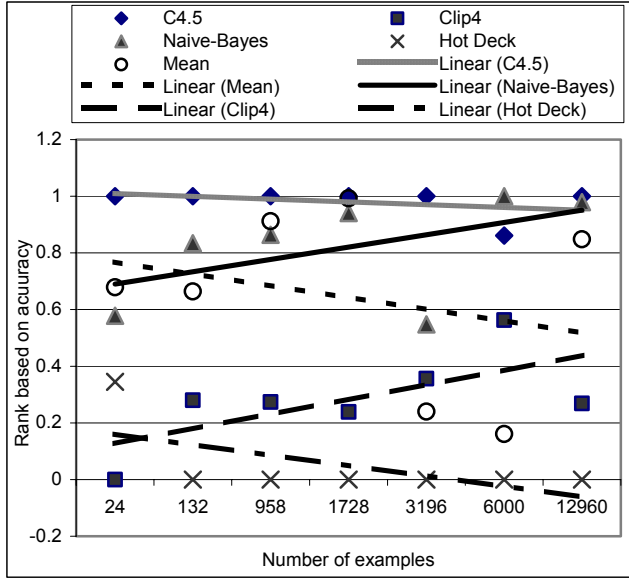 C4.5
Clip4
Naive-Bayes
Hot Deck
Mean
Linear (C4.5)
Linear (Mean)
Linear (Naive-Bayes)
Linear (Clip4)
Linear (Hot Deck)
1.2
1
0.8
0.6
0.4
0.2
0
-0.2
Rank based on acuuracy
24 132 958 1728 3196 6000 12960
Number of examples